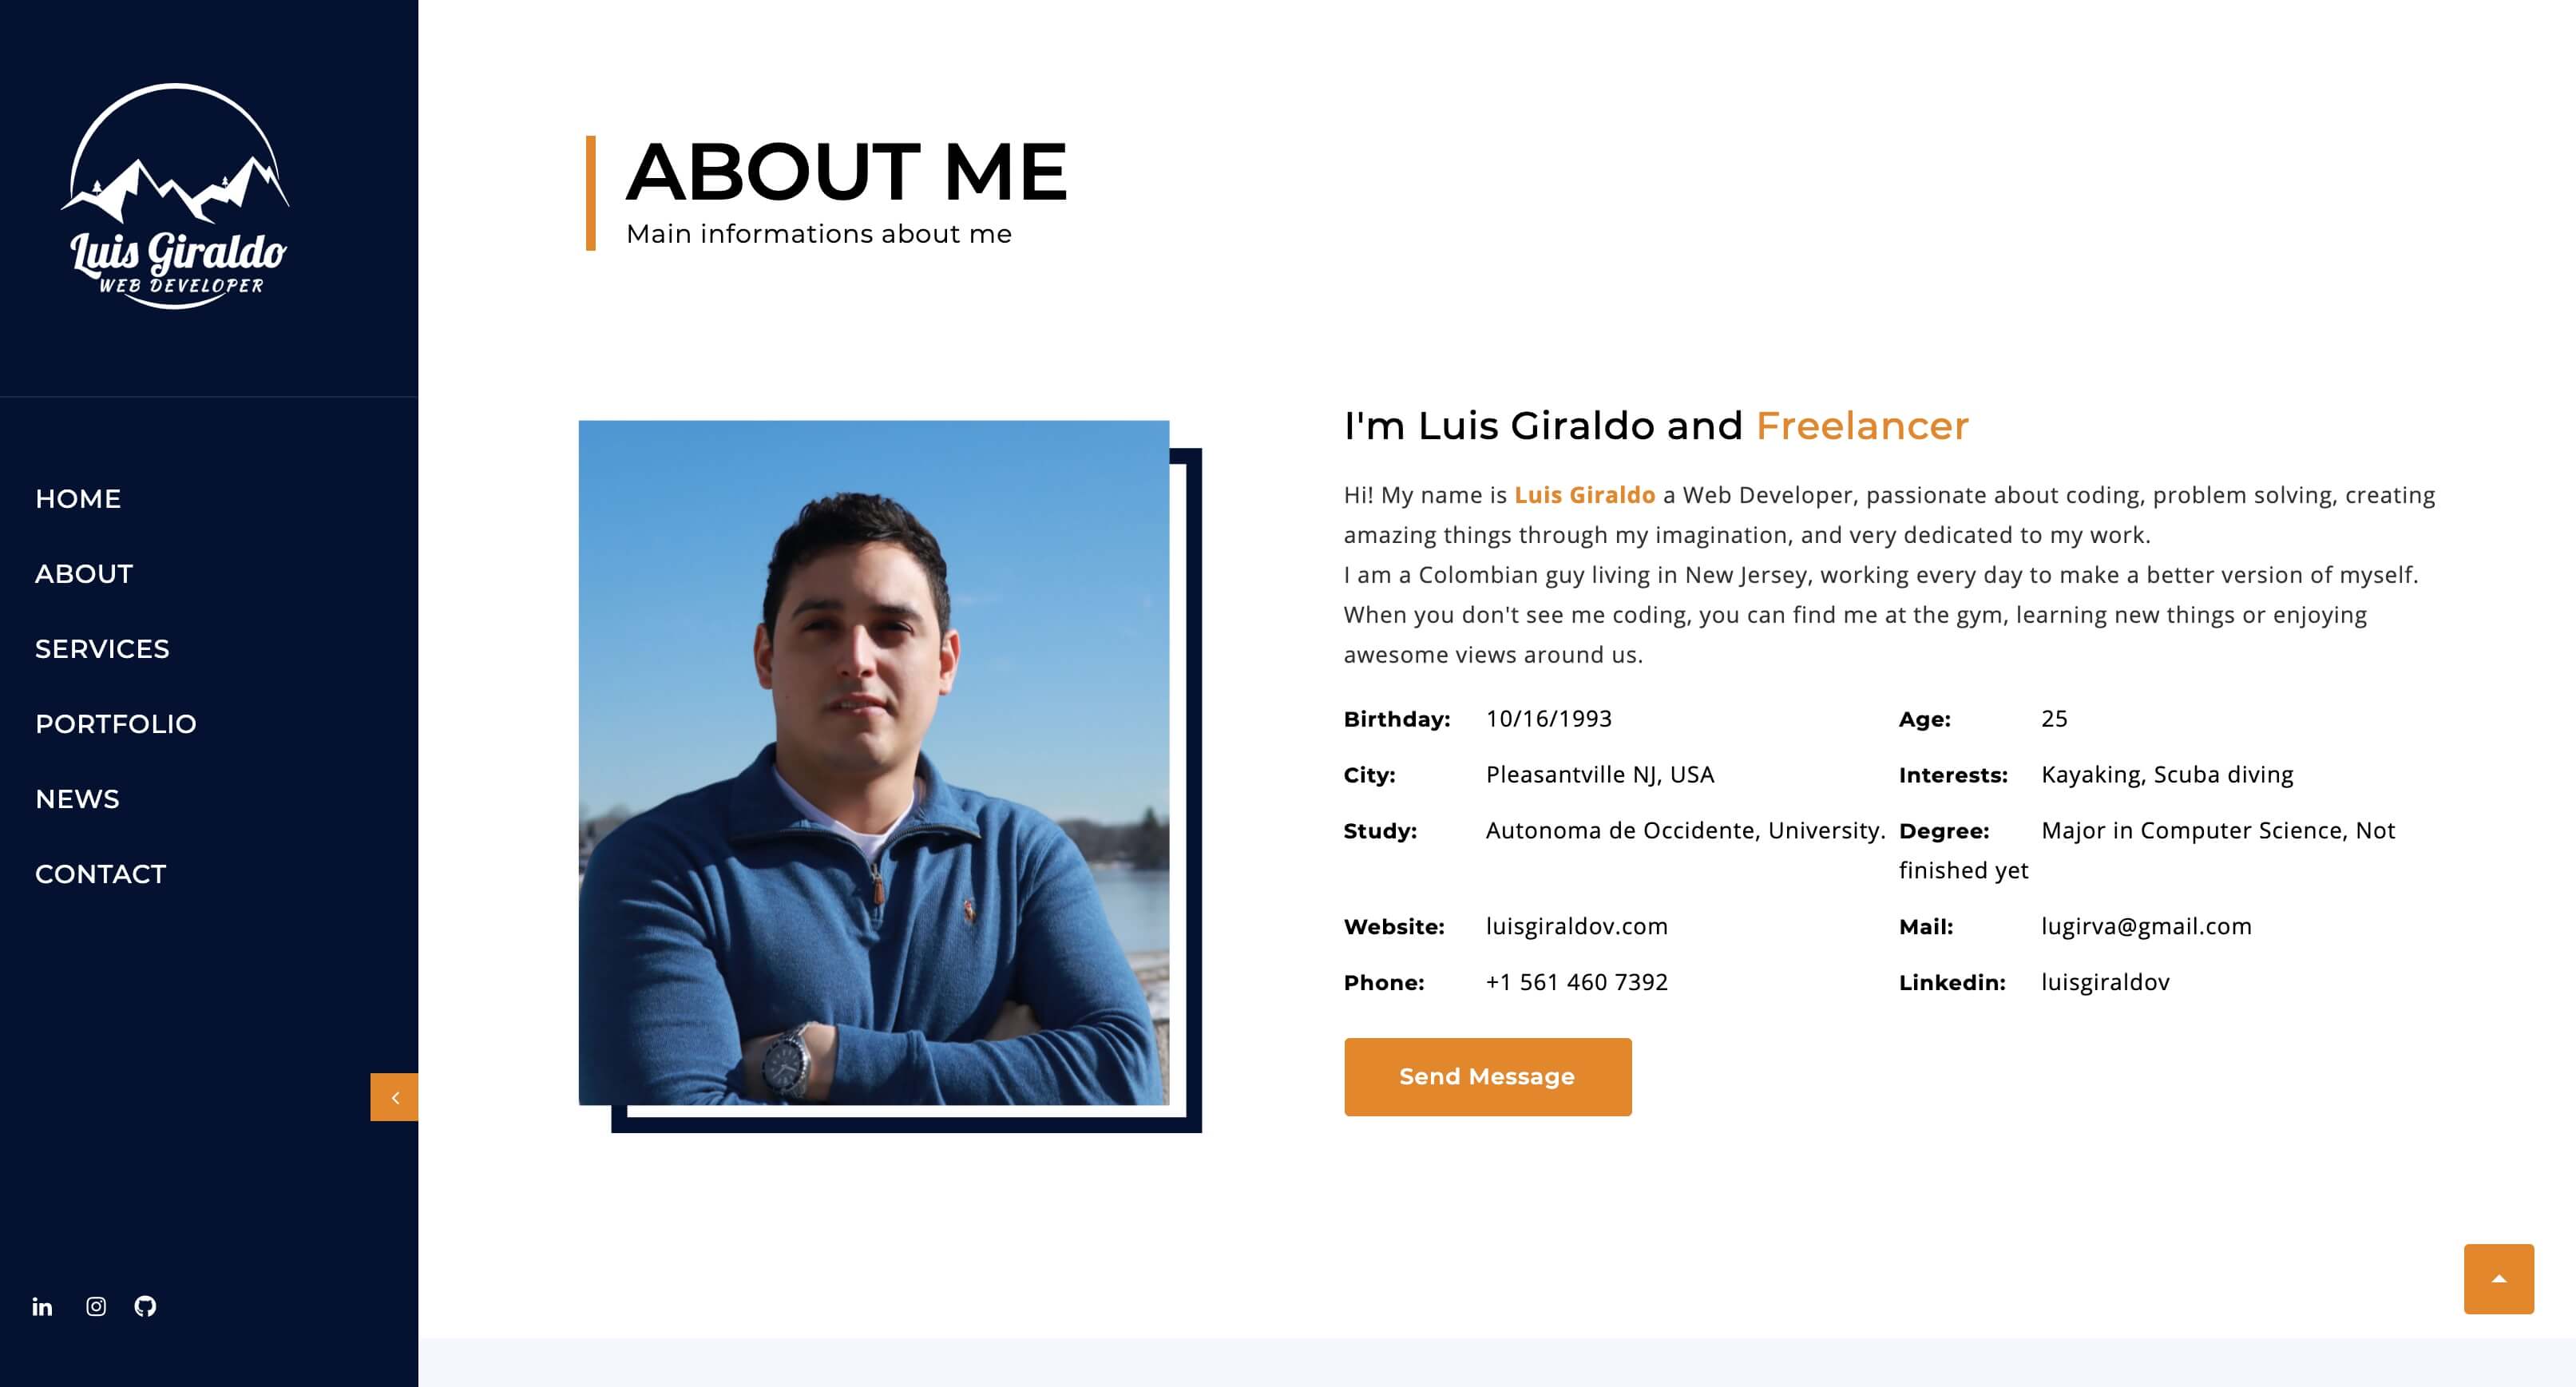 Luis Giraldo
WEB DEVELOPER
HOME
ABOUT
SERVICES
PORTFOLIO
NEWS
CONTACT
ABOUT ME
Main informations about me
I'm Luis Giraldo and Freelancer
Hi! My name is Luis Giraldo a Web Developer, passionate about coding, problem solving, creating
amazing things through my imagination, and very dedicated to my work.
I am a Colombian guy living in New Jersey, working every day to make a better version of myself.
When you don't see me coding, you can find me at the gym, learning new things or enjoying
awesome views around us.
Birthday: 10/16/1993 Age: 25
City: Pleasantville NJ, USA Interests: Kayaking, Scuba diving
Study: Autonoma de Occidente, University. Degree: Major in Computer Science, Not
finished yet
Website: luisgiraldov.com Mail: lugirva@gmail.com
Phone: +1 561 460 7392 Linkedin: luisgiraldov
Send Message